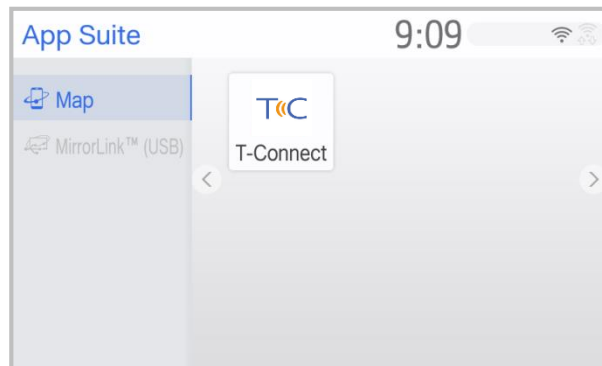 App Suite
9:09
Map
MirrorLink™ (USB)
T«C
T-Connect